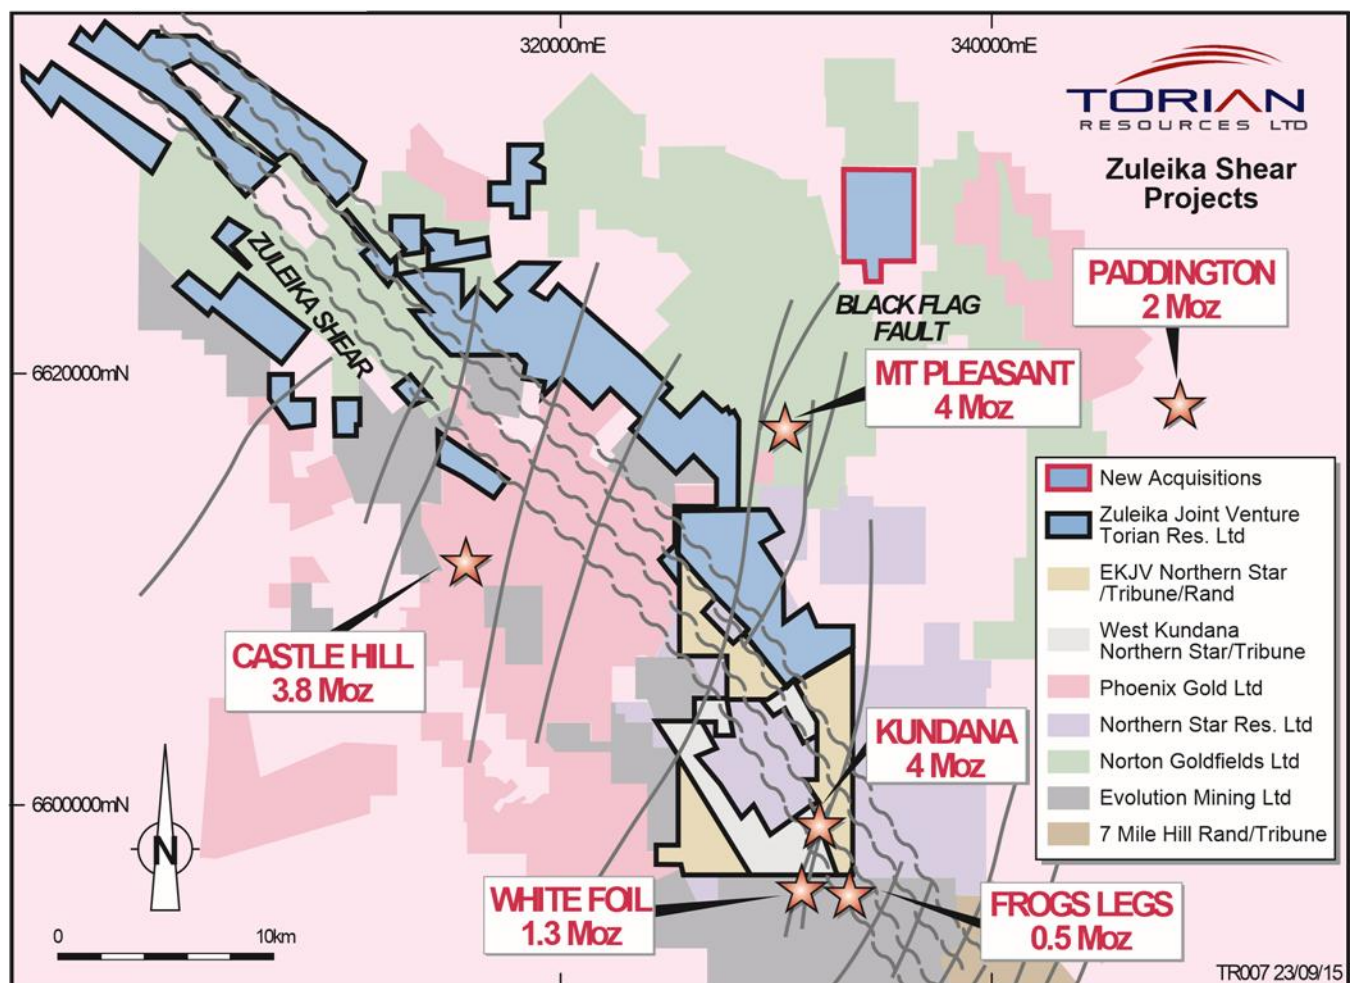 320000mE
340000mE
TORIAN
RESOURCES LTD
Zuleika Shear
Projects
ZULEIKA SHEAR
BLACK FLAG
FAULT
PADDINGTON
2 Moz
6620000mN
MT PLEASANT
4 Moz
New Acquisitions
Zuleika Joint Venture
Torian Res. Ltd
EKJV Northern Star
/Tribune/Rand
West Kundana
Northern Star/Tribune
Phoenix Gold Ltd
Northern Star Res. Ltd
Norton Goldfields Ltd
Evolution Mining Ltd
7 Mile Hill Rand/Tribune
CASTLE HILL
3.8 Moz
KUNDANA
4 Moz
6600000mN
N
WHITE FOIL
1.3 Moz
FROGS LEGS
0.5 Moz
0 10km
TR007 23/09/15